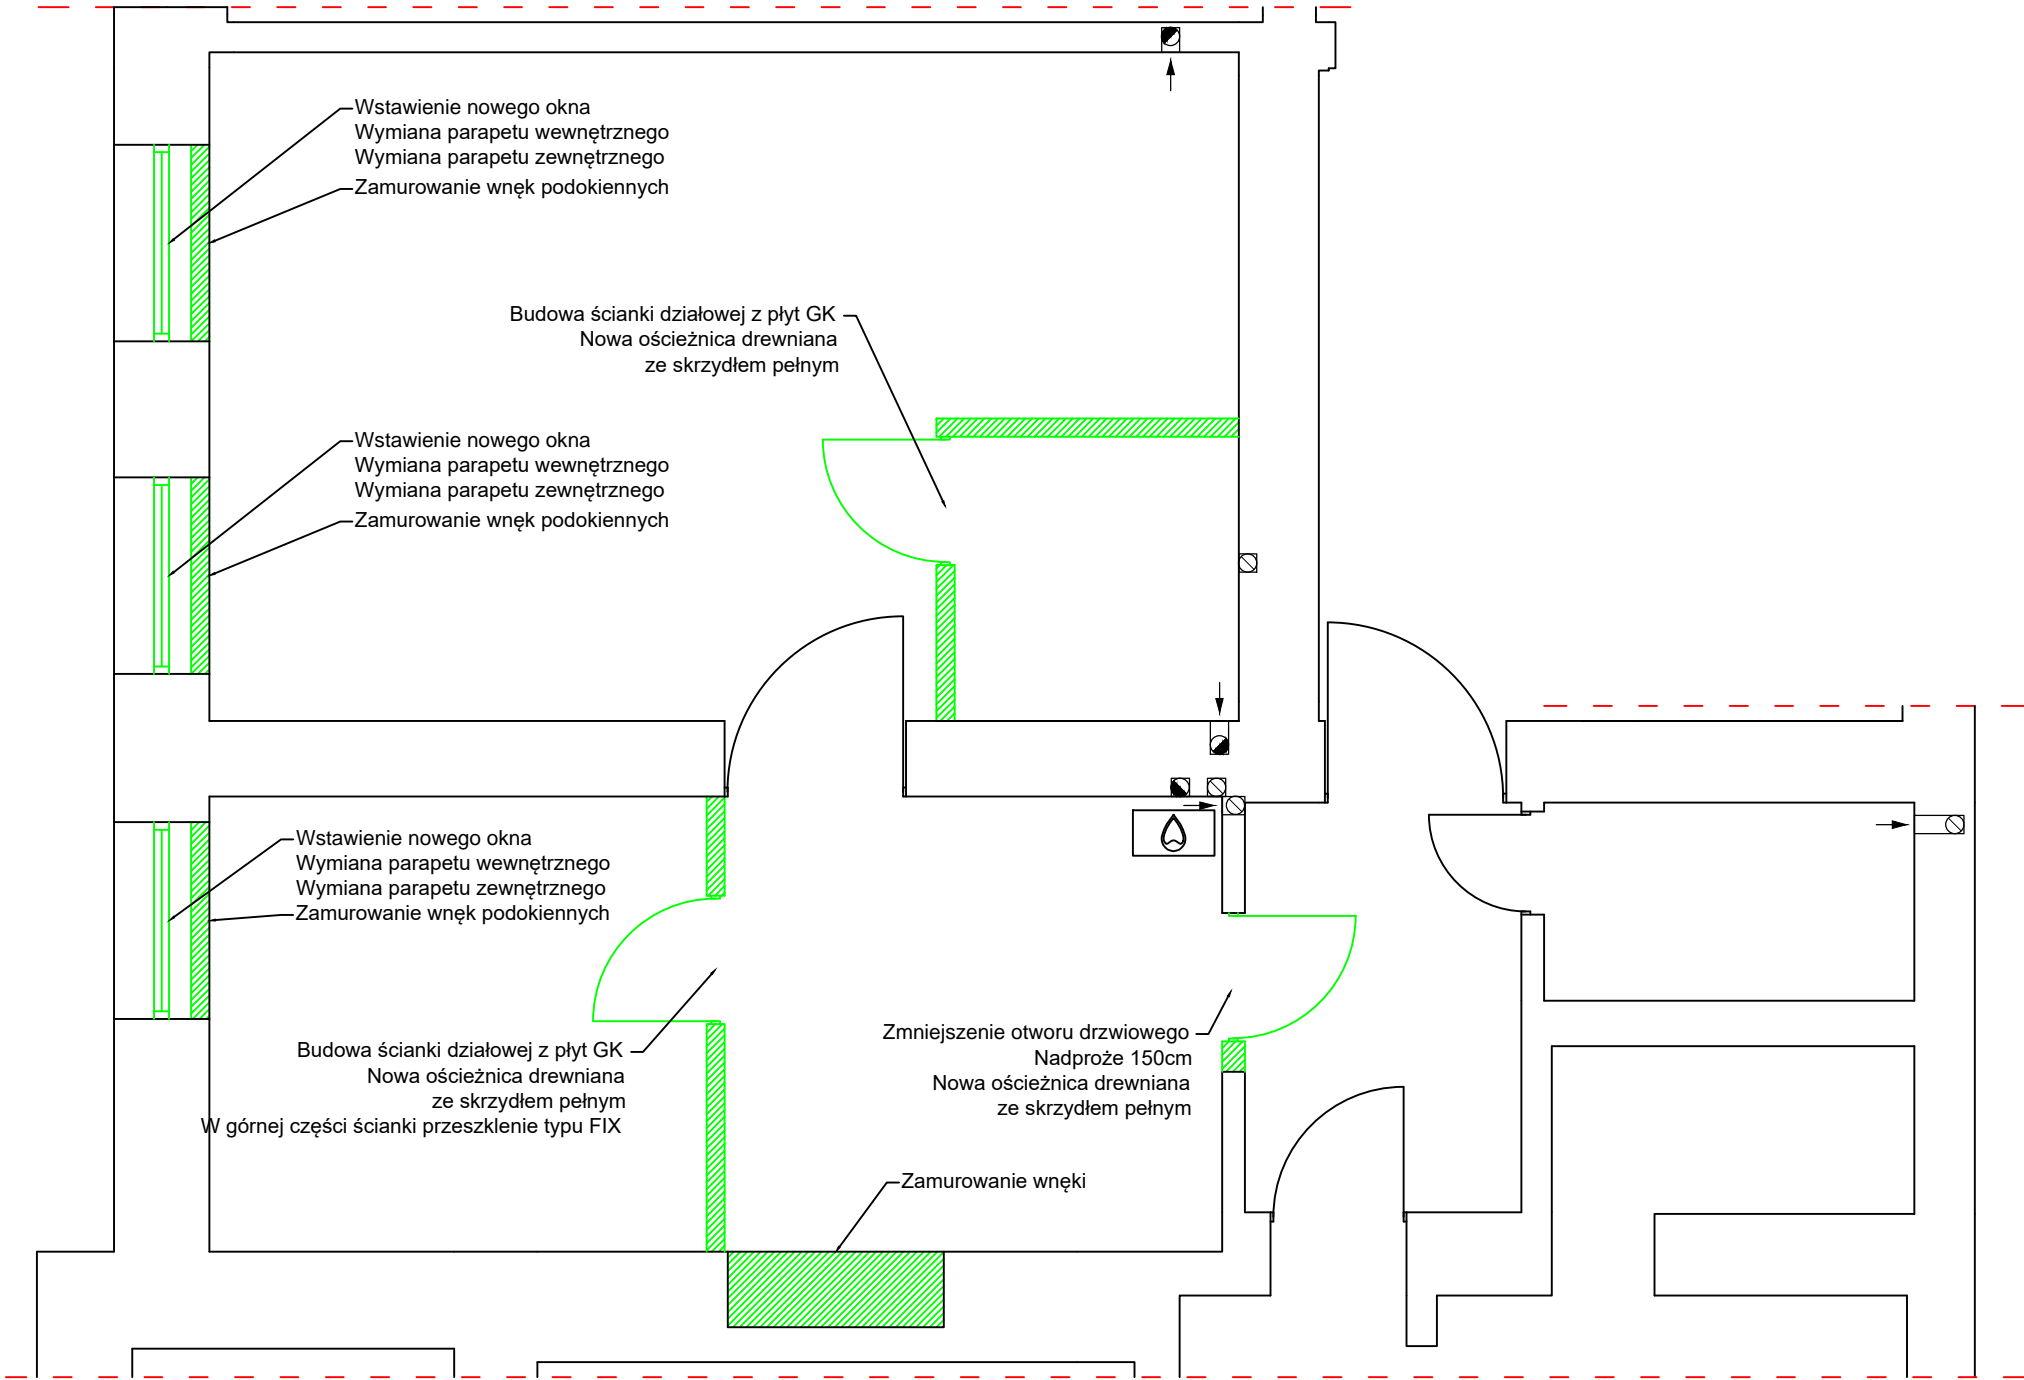 Wstawienie nowego okna
Wymiana parapetu wewnętrznego
Wymiana parapetu zewnętrznego
Zamurowanie wnęk podokiennych
Budowa ścianki działowej z płyt GK
Nowa ościeżnica drewniana
ze skrzydłem pełnym
Wstawienie nowego okna
Wymiana parapetu wewnętrznego
Wymiana parapetu zewnętrznego
Zamurowanie wnęk podokiennych
Wstawienie nowego okna
Wymiana parapetu wewnętrznego
Wymiana parapetu zewnętrznego
Zamurowanie wnęk podokiennych
Budowa ścianki działowej z płyt GK
Nowa ościeżnica drewniana
ze skrzydłem pełnym
W górnej części ścianki przeszklenie typu FIX
Zmniejszenie otworu drzwiowego
Nadproże 150cm
Nowa ościeżnica drewniana
ze skrzydłem pełnym
Zamurowanie wnęki